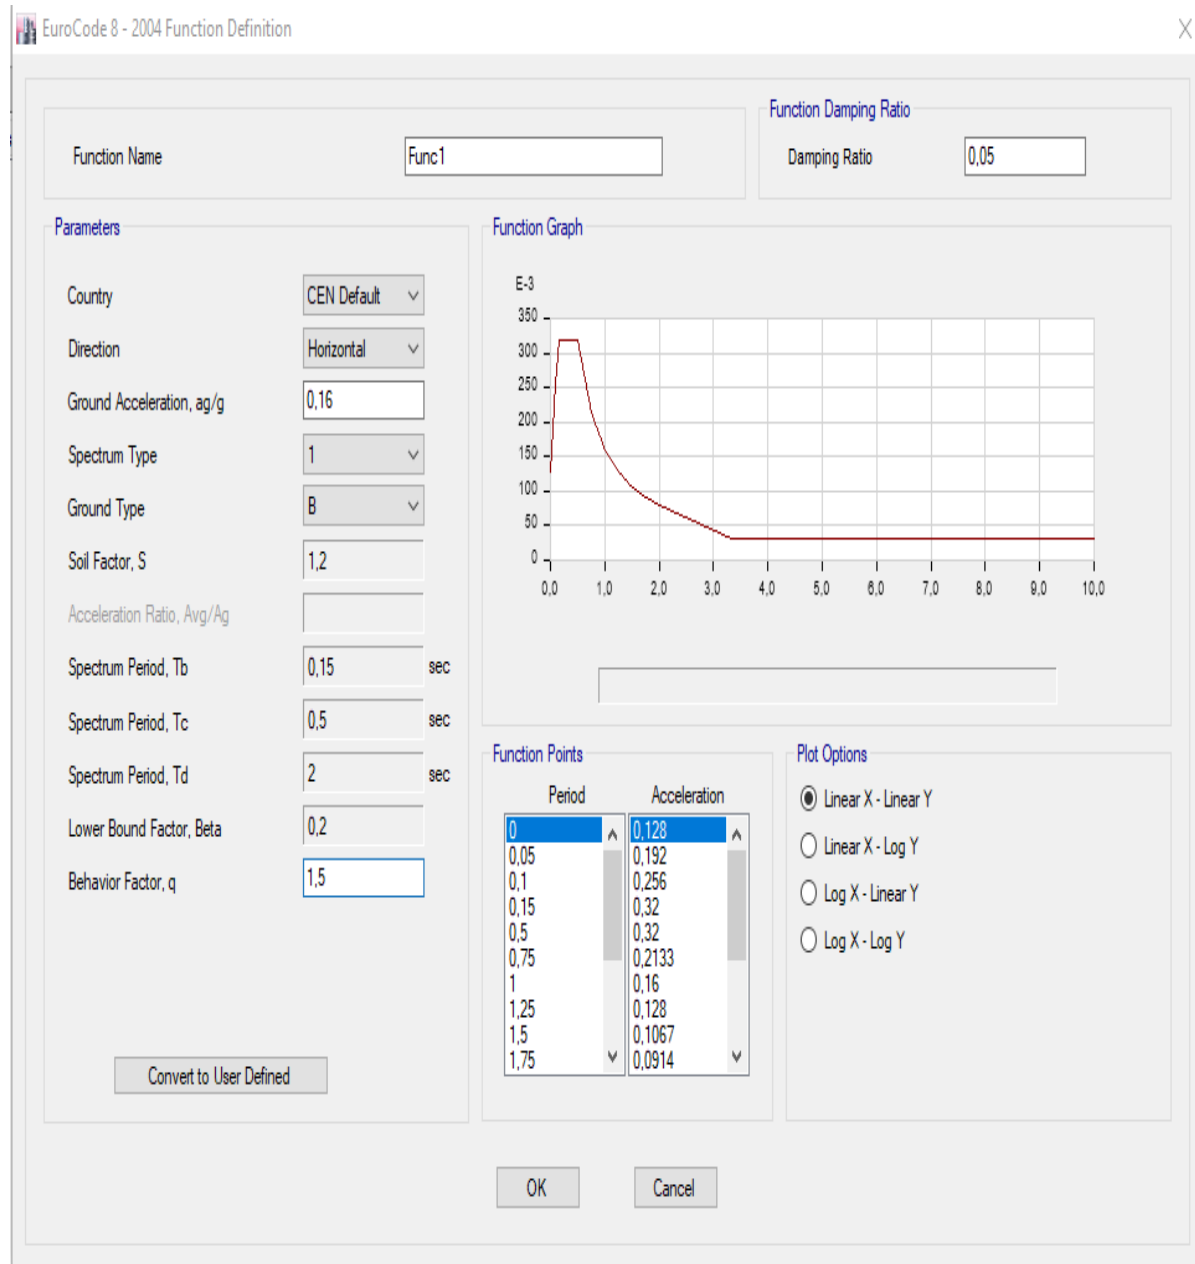 EuroCode 8 - 2004 Function Definition
Function Name
Func1
Function Damping Ratio
Damping Ratio
0,05
Parameters
Country
CEN Default
Direction
Horizontal
Ground Acceleration, ag/g
0,16
Spectrum Type
1
Ground Type
B
Soil Factor, S
1,2
Acceleration Ratio, Avg/Ag
Spectrum Period, Tb
0,15
sec
Spectrum Period, Tc
0,5
sec
Spectrum Period, Td
2
sec
Lower Bound Factor, Beta
0,2
Behavior Factor, q
1,5
Convert to User Defined
Function Graph
E-3
350
300
250
200
150
100
50
0
0,0 1,0 2,0 3,0 4,0 5,0 6,0 7,0 8,0 9,0 10,0
Function Points
Period Acceleration
0 0,128
0,05 0,192
0,1 0,256
0,15 0,32
0,5 0,32
0,75 0,2133
1 0,16
1,25 0,128
1,5 0,1067
1,75 0,0914
Plot Options
Linear X - Linear Y
Linear X - Log Y
Log X - Linear Y
Log X - Log Y
OK
Cancel